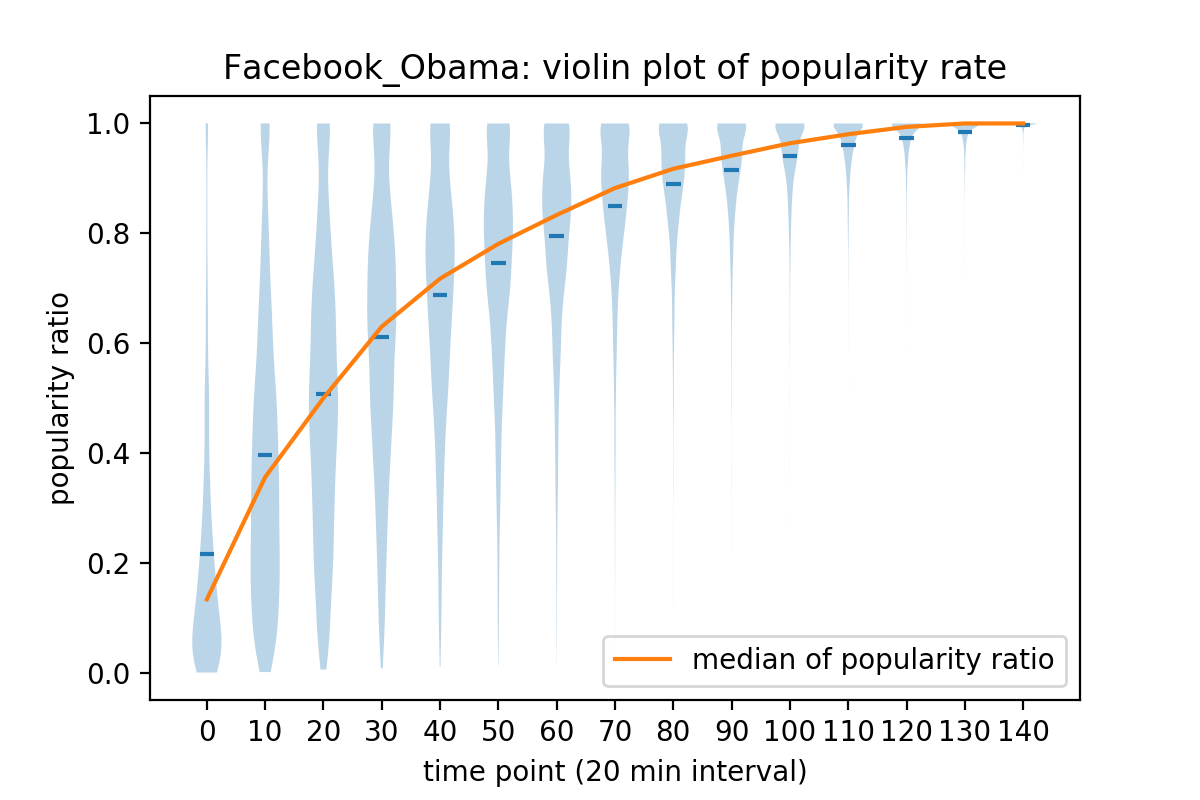 Facebook_Obama: violin plot of popularity rate
1.0
0.8
0.6
0.4
0.2
0.0
popularity ratio
median of popularity ratio
0 10 20 30 40 50 60 70 80 90 100 110 120 130 140
time point (20 min interval)